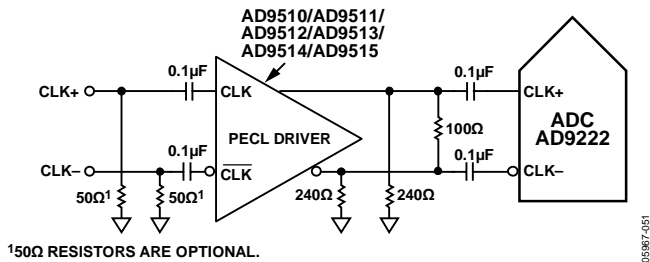 AD9510/AD9511/
AD9512/AD9513/
AD9514/AD9515
0.1µF
0.1µF
CLK+
CLK
CLK+
PECL DRIVER
100Ω
ADC
AD9222
0.1µF
0.1µF
CLK–
CLK
CLK–
50Ω1
50Ω1
240Ω
240Ω
150Ω RESISTORS ARE OPTIONAL.
05967-051